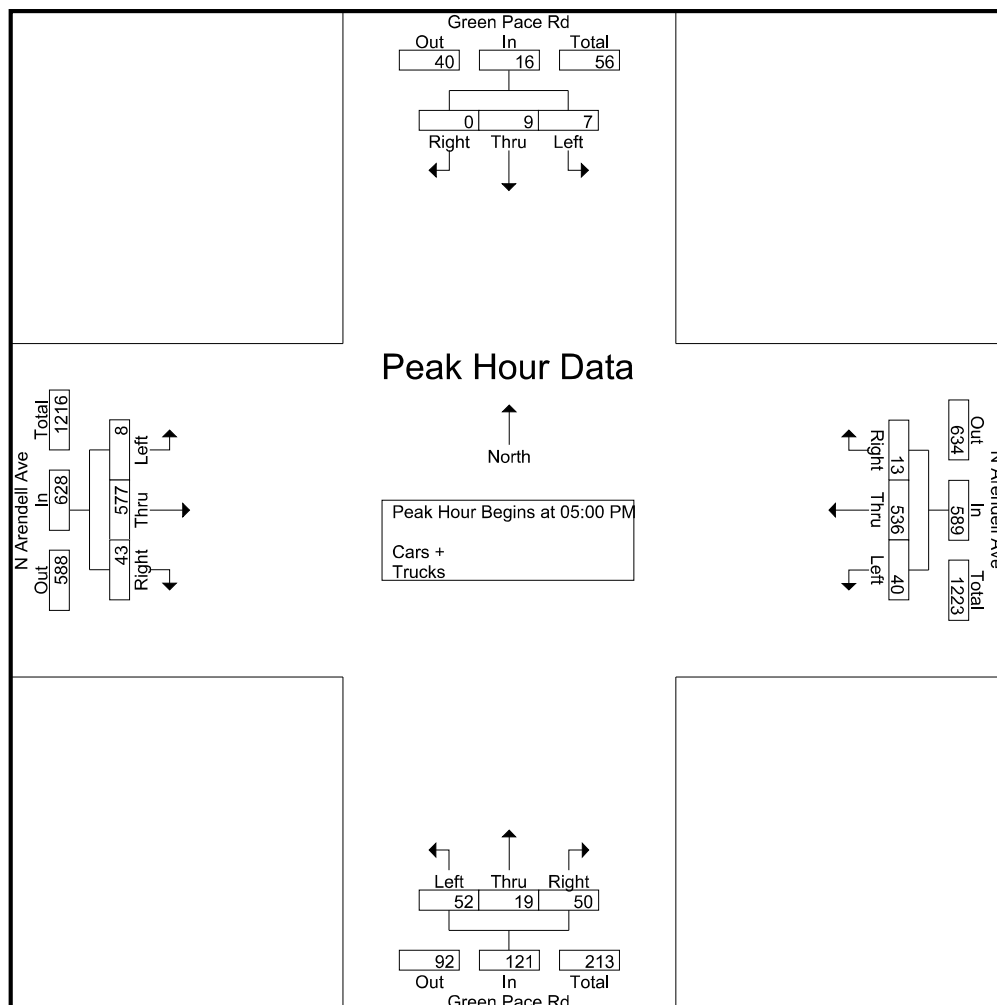 Green Pace Rd
Out In Total
40 16 56
0 9 7
Right Thru Left
Peak Hour Data
North
Peak Hour Begins at 05:00 PM
Cars +
Trucks
N Arendell Ave
Out In Total
588 628 1216
43 577 8
Right Thru Left
N Arendell Ave
Out In Total
634 589 1223
13 536 40
Right Thru Left
Left Thru Right
52 19 50
92 121 213
Out In Total
Green Pace Rd